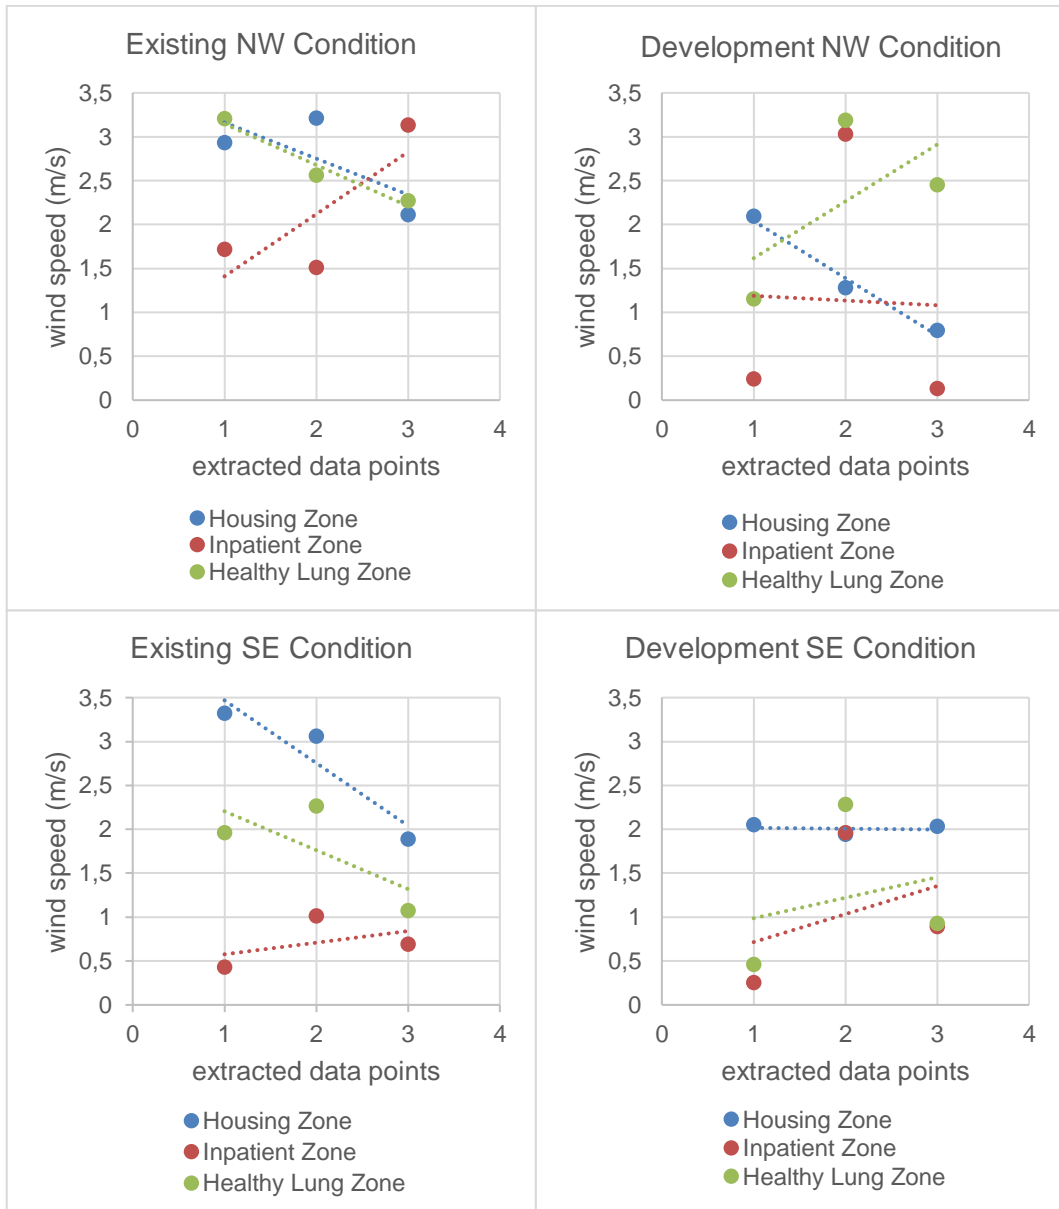 Existing NW Condition
3,5
3
2,5
2
1,5
1
0,5
0
wind speed (m/s)
0 1 2 3 4
extracted data points
Housing Zone
Inpatient Zone
Healthy Lung Zone
Development NW Condition
3,5
3
2,5
2
1,5
1
0,5
0
wind speed (m/s)
0 1 2 3 4
extracted data points
Housing Zone
Inpatient Zone
Healthy Lung Zone
Existing SE Condition
3,5
3
2,5
2
1,5
1
0,5
0
wind speed (m/s)
0 1 2 3 4
extracted data points
Housing Zone
Inpatient Zone
Healthy Lung Zone
Development SE Condition
3,5
3
2,5
2
1,5
1
0,5
0
wind speed (m/s)
0 1 2 3 4
extracted data points
Housing Zone
Inpatient Zone
Healthy Lung Zone